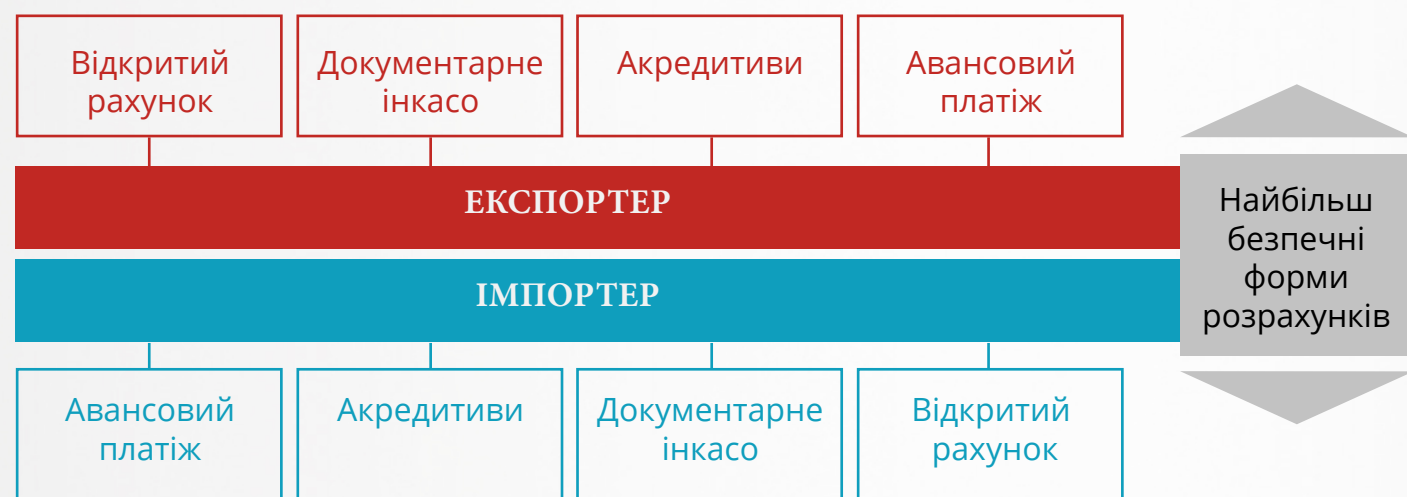 Відкритий
рахунок
Документарне
інкасо
Акредитиви
Авансовий
платіж
ЕКСПОРТЕР
ІМПОРТЕР
Найбільш
безпечні
форми
розрахунків
Авансовий
платіж
Акредитиви
Документарне
інкасо
Відкритий
рахунок